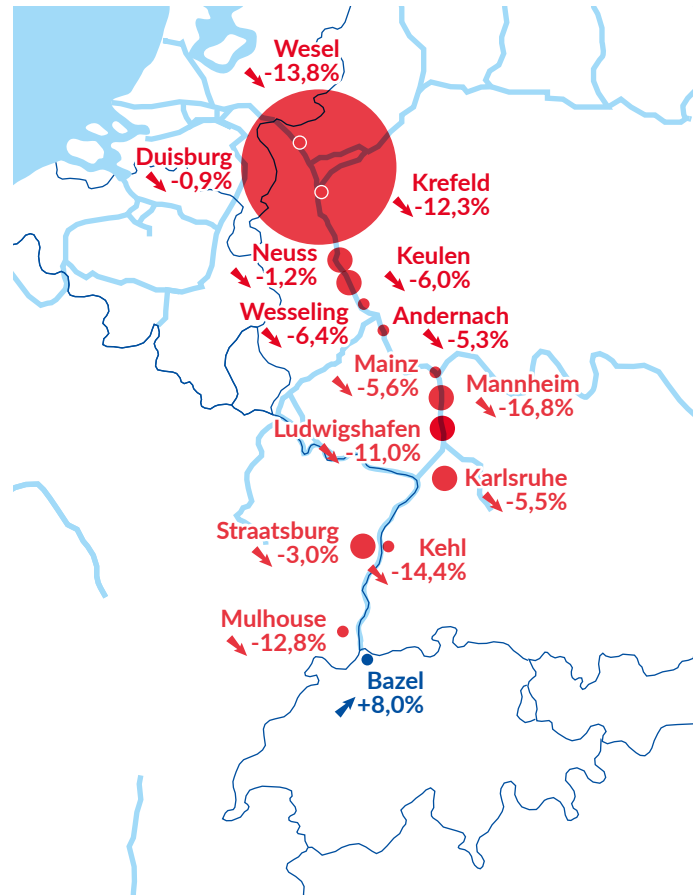 Wesel
-13,8%
Duisburg
-0,9%
Krefeld
-12,3%
Neuss
-1,2%
Keulen
-6,0%
Wesseling
-6,4%
Andernach
-5,3%
Mainz
-5,6%
Mannheim
-16,8%
Ludwigshafen
-11,0%
Karlsruhe
-5,5%
Straatsburg
-3,0%
Kehl
-14,4%
Mulhouse
-12,8%
Bazel
+8,0%